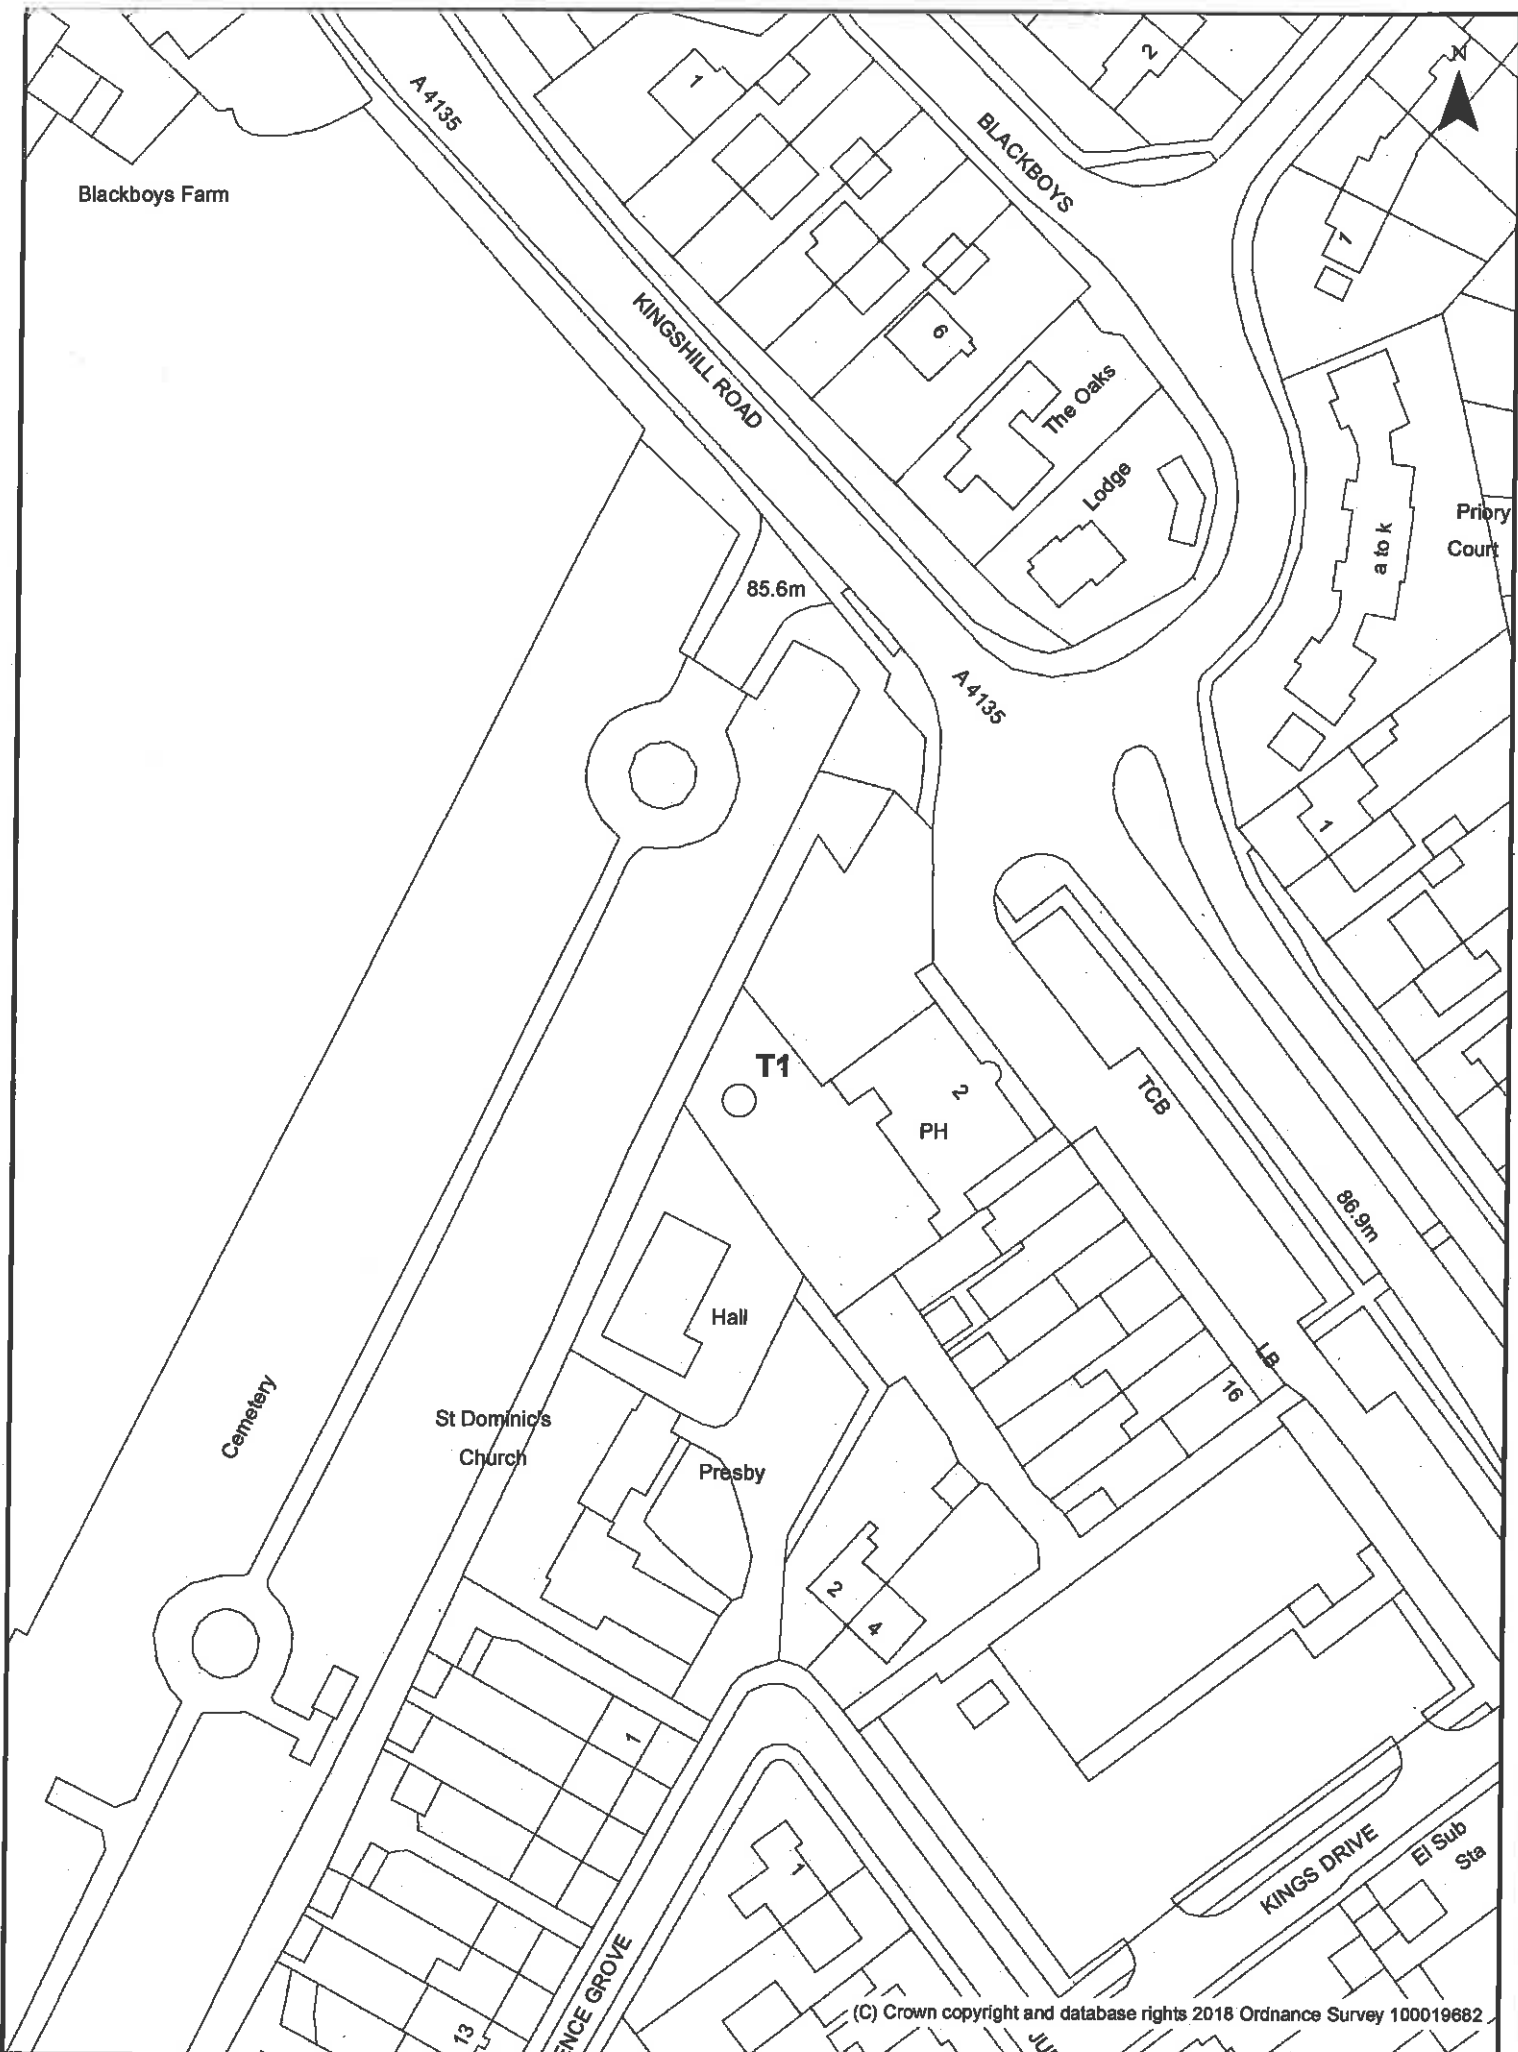 N
A 4135
1
2
BLACKBOYS
Blackboys Farm
1
KINGSHILL ROAD
6
The Oaks
Lodge
Priory
Court
a to k
85.6m
A 4135
1
T1
2
PH
TCB
86.9m
Hall
LB
16
Cemetery
St Dominic's
Church
Presby
2
4
1
1
KINGS DRIVE
El Sub
Sta
ENCE GROVE
13
(C) Crown copyright and database rights 2018 Ordnance Survey 100019682